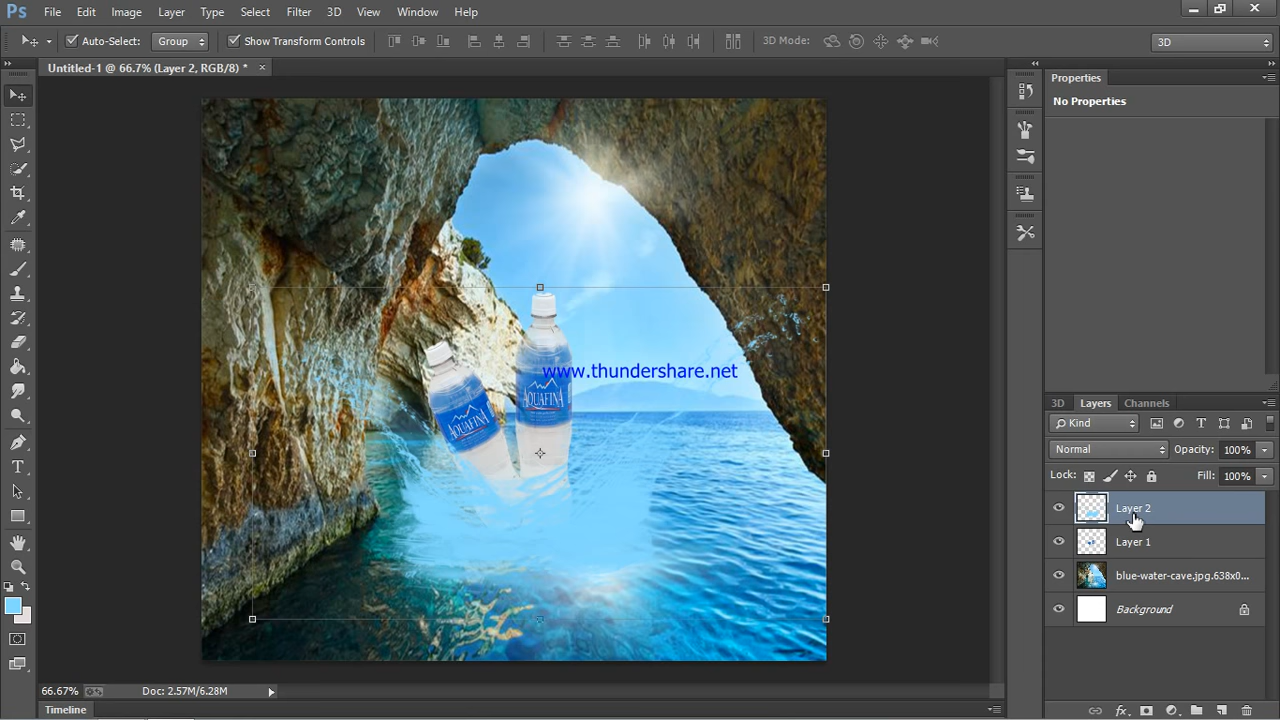 Ps File Edit Image Layer Type Select Filter 3D View Window Help
Auto-Select: Group Show Transform Controls 3D Mode: 3D
Untitled-1 @ 66.7% (Layer 2, RGB/8) * ×
Properties
No Properties
www.thundershare.net
AQUAFINA
AQUAFINA
3D Layers Channels
Kind
Normal Opacity: 100%
Lock: Fill: 100%
Layer 2
Layer 1
blue-water-cave.jpg.638x0...
Background
66.67% Doc: 2.57M/6.28M
Timeline